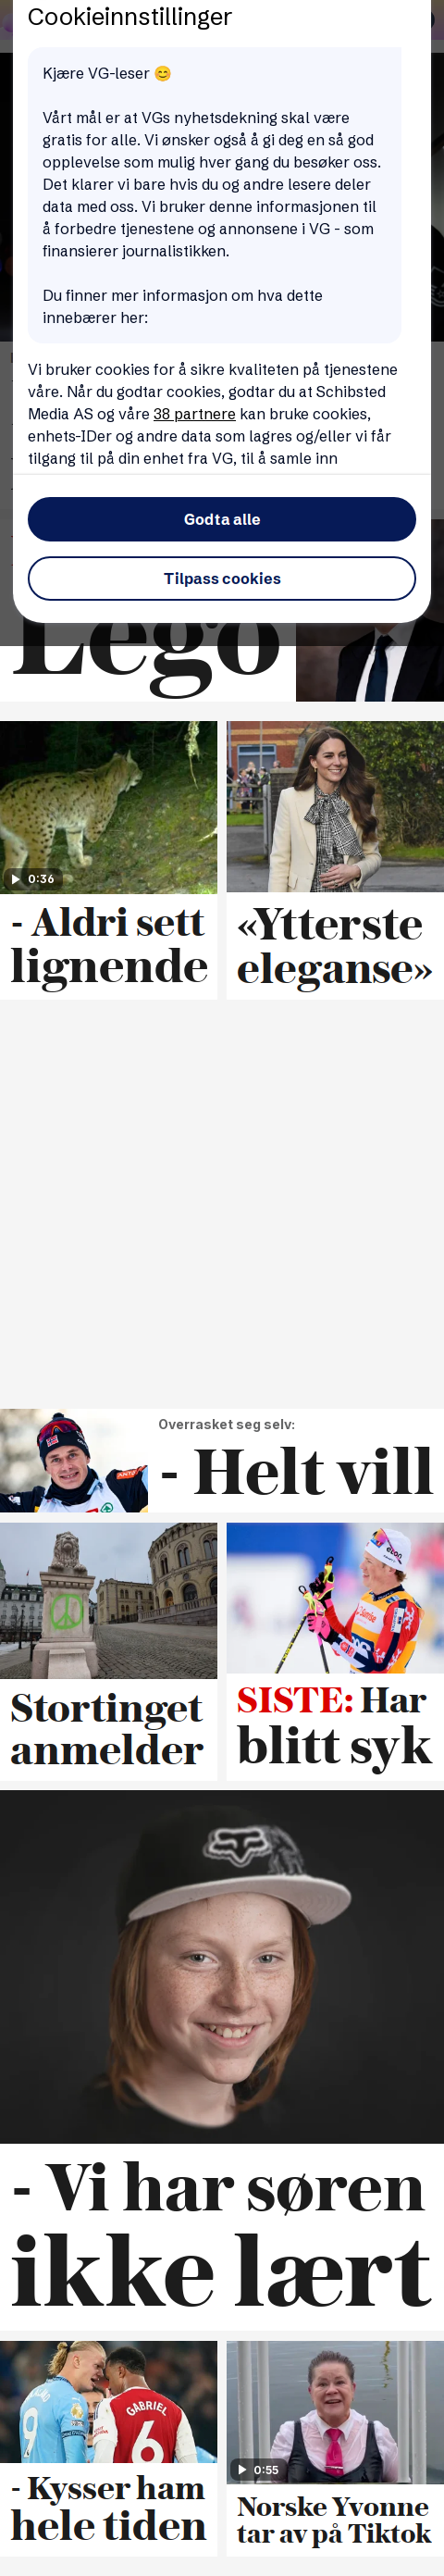 Cookieinnstillinger
Kjære VG-leser 😊
Vårt mål er at VGs nyhetsdekning skal være
gratis for alle. Vi ønsker også å gi deg en så god
opplevelse som mulig hver gang du besøker oss.
Det klarer vi bare hvis du og andre lesere deler
data med oss. Vi bruker denne informasjonen til
å forbedre tjenestene og annonsene i VG - som
finansierer journalistikken.
Du finner mer informasjon om hva dette
innebærer her:
Vi bruker cookies for å sikre kvaliteten på tjenestene
våre. Når du godtar cookies, godtar du at Schibsted
Media AS og våre 38 partnere kan bruke cookies,
enhets-IDer og andre data som lagres og/eller vi får
tilgang til på din enhet fra VG, til å samle inn
Godta alle
Tilpass cookies
Lego
0:36
- Aldri sett
lignende
«Ytterste
eleganse»
Overrasket seg selv:
- Helt vill
Stortinget
anmelder
SISTE: Har
blitt syk
- Vi har søren
ikke lært
9
GABRIEL
6
- Kysser ham
hele tiden
0:55
Norske Yvonne
tar av på Tiktok